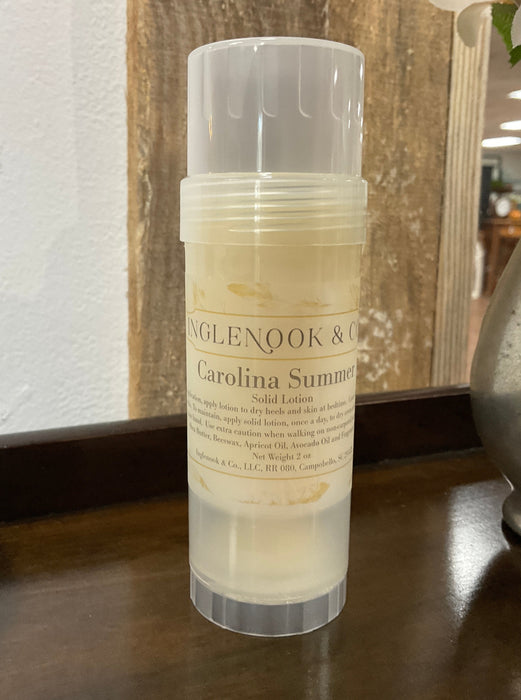 INGLENOOK & C
Carolina Summer
Solid Lotion
apply lotion to dry heels and skin at bedtime.
To maintain, apply solid lotion, once a day, to dry
Use extra caution when walking on
Butter, Beeswax, Apricot Oil, Avocado Oil and
Net Weight 2 oz
Inglenook & Co., LLC, RR 080, Campobello, SC